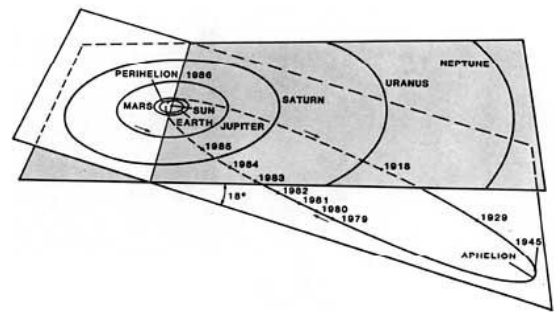 NEPTUNE
PERIHELION 1986
URANUS
SATURN
MARS
SUN
EARTH
JUPITER
1985
1984
1918
1983
1982
18°
1981
1980
1979
1929
1945
APHELION